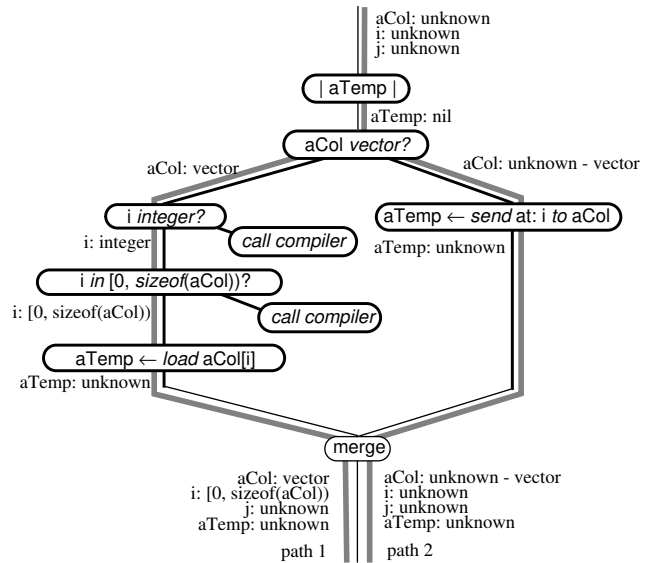 aCol: unknown
i: unknown
j: unknown
| aTemp |
aTemp: nil
aCol vector?
aCol: vector
aCol: unknown - vector
i integer?
aTemp ← send at: i to aCol
i: integer
call compiler
aTemp: unknown
i in [0, sizeof(aCol))?
i: [0, sizeof(aCol))
call compiler
aTemp ← load aCol[i]
aTemp: unknown
merge
aCol: vector
i: [0, sizeof(aCol))
j: unknown
aTemp: unknown
path 1
aCol: unknown - vector
i: unknown
j: unknown
aTemp: unknown
path 2